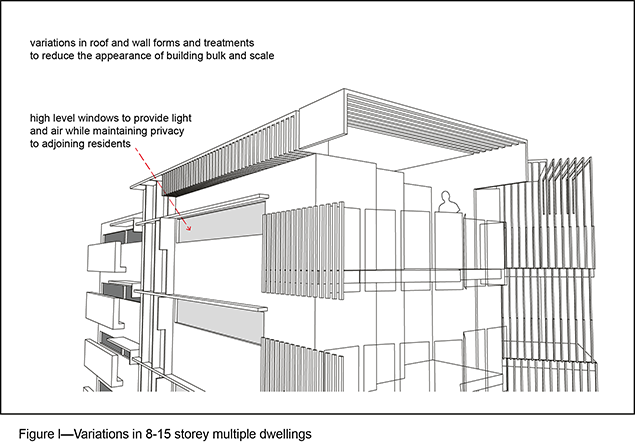 variations in roof and wall forms and treatments
to reduce the appearance of building bulk and scale
high level windows to provide light
and air while maintaining privacy
to adjoining residents
Figure I—Variations in 8-15 storey multiple dwellings